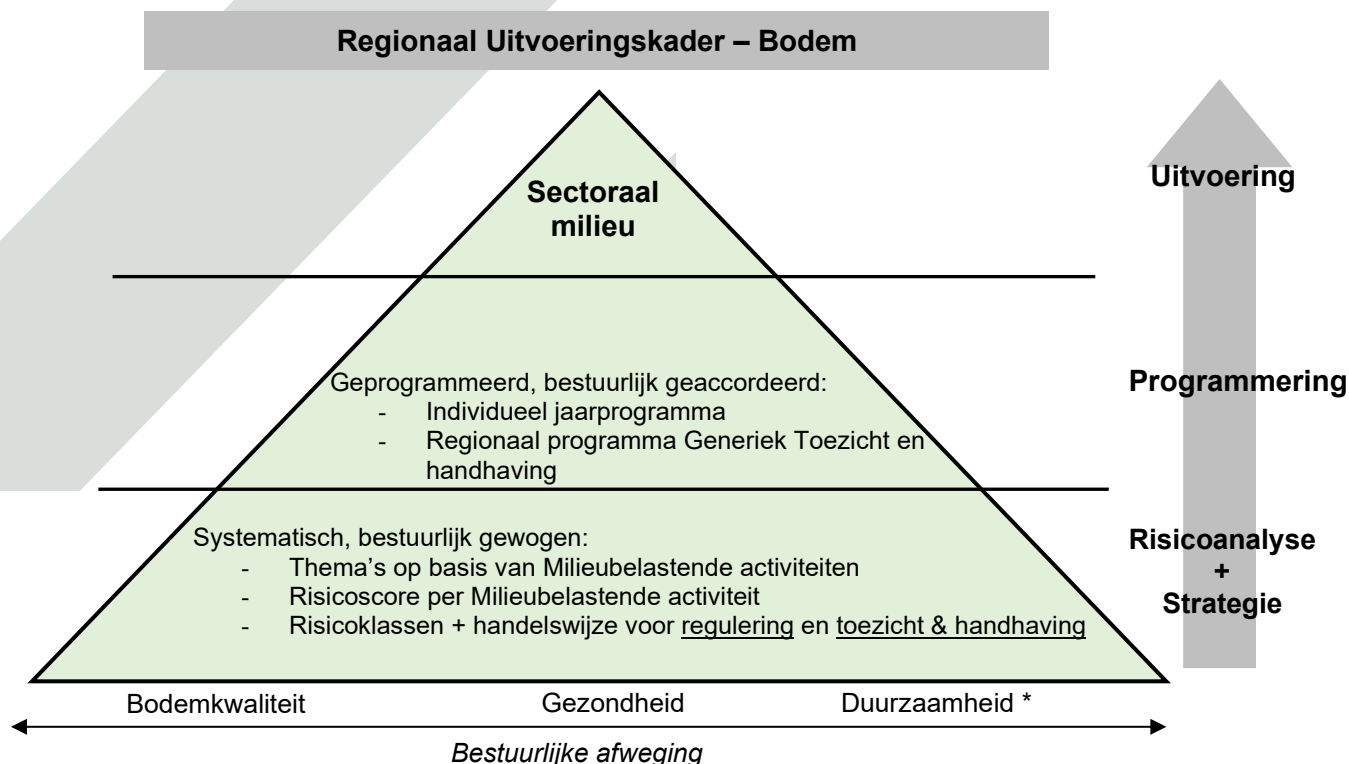 Regionaal Uitvoeringskader – Bodem
Sectoraal
milieu
Uitvoering
Geprogrammeerd, bestuurlijk geaccordeerd:
- Individueel jaarprogramma
- Regionaal programma Generiek Toezicht en
handhaving
Programmering
Systematisch, bestuurlijk gewogen:
- Thema’s op basis van Milieubelastende activiteiten
- Risicoscore per Milieubelastende activiteit
- Risicoklassen + handelswijze voor regulering en toezicht & handhaving
Risicoanalyse
+
Strategie
Bodemkwaliteit Gezondheid Duurzaamheid *
Bestuurlijke afweging